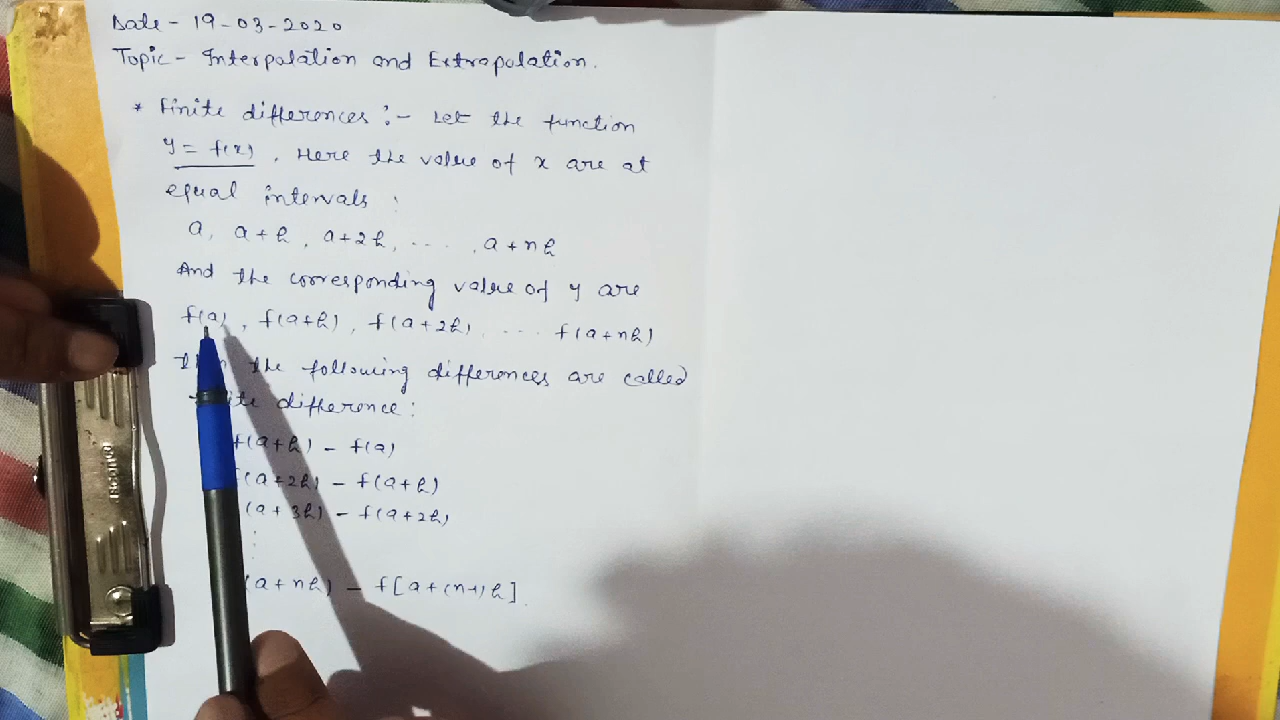 Date - 19-03-2020
Topic - Interpolation and Extrapolation.
* Finite differences :- Let the function
y = f(x) . Here the value of x are at
equal intervals :
a, a+h, a+2h, ....., a+nh
And the corresponding value of y are
f(a), f(a+h), f(a+2h), .... f(a+nh)
the following differences are called
difference :
f(a+h) - f(a)
f(a+2h) - f(a+h)
(a+3h) - f(a+2h)
(a+nh) - f[a+(n-1)h].